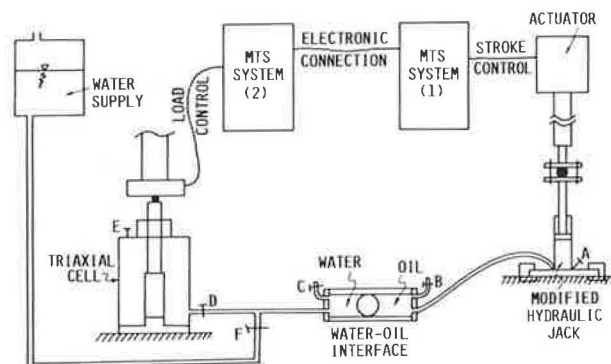 ACTUATOR
MTS
SYSTEM
(2)
ELECTRONIC
CONNECTION
MTS
SYSTEM
(1)
STROKE
CONTROL
WATER
SUPPLY
LOAD
CONTROL
E
TRIAXIAL
CELL
D
F
WATER
OIL
C
B
WATER-OIL
INTERFACE
A
MODIFIED
HYDRAULIC
JACK